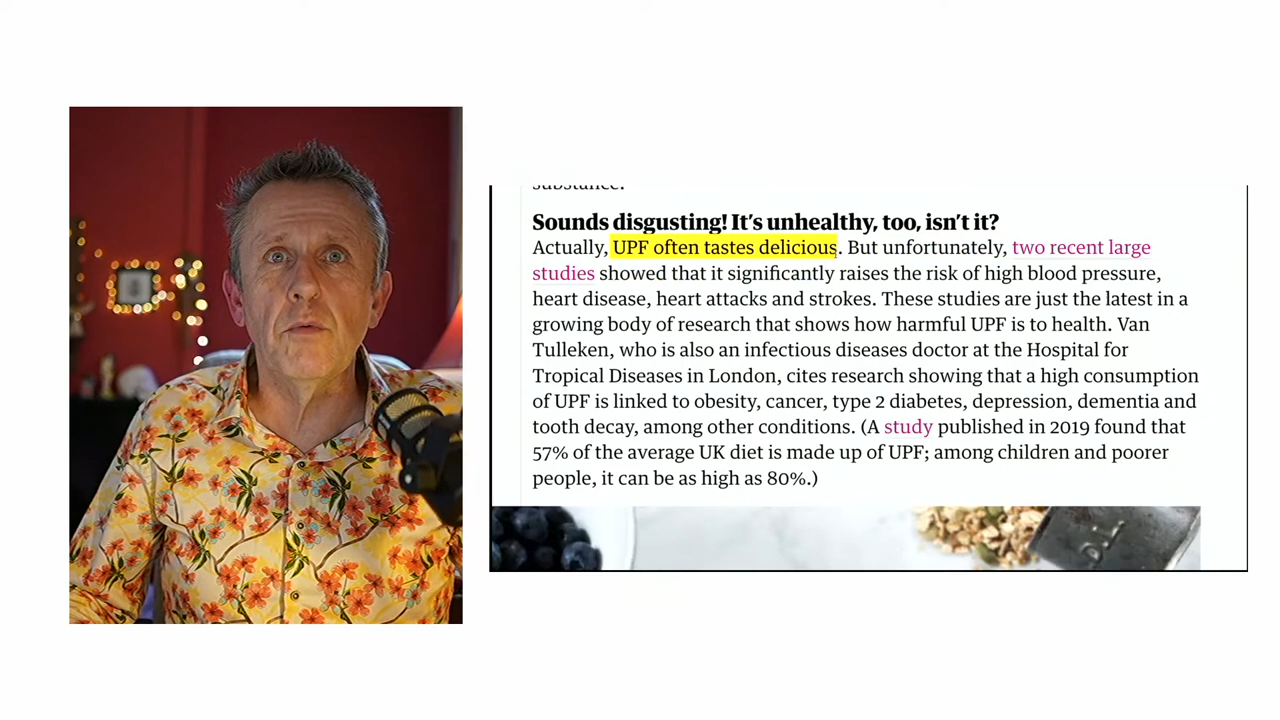 substance.
Sounds disgusting! It's unhealthy, too, isn't it?
Actually, UPF often tastes delicious. But unfortunately, two recent large
studies showed that it significantly raises the risk of high blood pressure,
heart disease, heart attacks and strokes. These studies are just the latest in a
growing body of research that shows how harmful UPF is to health. Van
Tulleken, who is also an infectious diseases doctor at the Hospital for
Tropical Diseases in London, cites research showing that a high consumption
of UPF is linked to obesity, cancer, type 2 diabetes, depression, dementia and
tooth decay, among other conditions. (A study published in 2019 found that
57% of the average UK diet is made up of UPF; among children and poorer
people, it can be as high as 80%.)